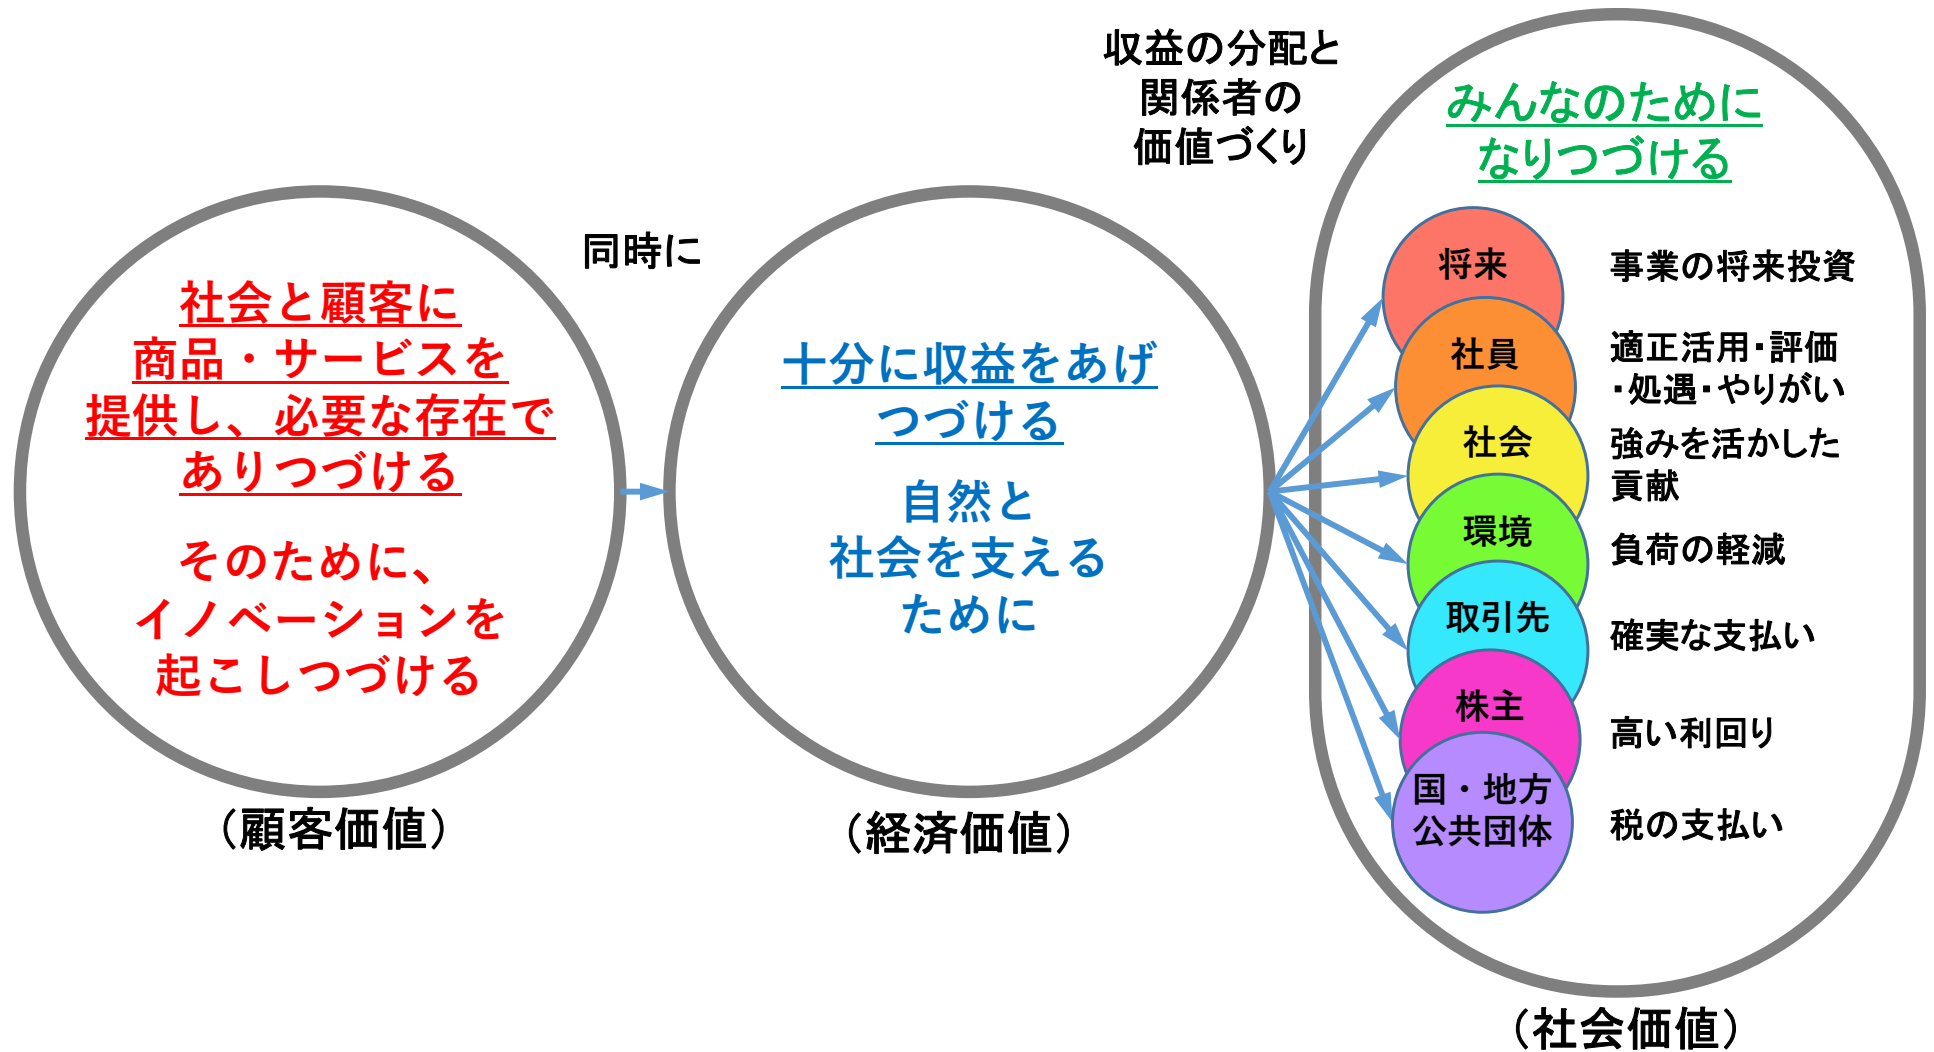 社会と顧客に
商品・サービスを
提供し、必要な存在で
ありつづける
そのために、
イノベーションを
起こしつづける
（顧客価値）
同時に
十分に収益をあげ
つづける
自然と
社会を支える
ために
（経済価値）
収益の分配と
関係者の
価値づくり
みんなのために
なりつづける
将来
事業の将来投資
社員
適正活用・評価
・処遇・やりがい
社会
強みを活かした
貢献
環境
負荷の軽減
取引先
確実な支払い
株主
高い利回り
国・地方
公共団体
税の支払い
（社会価値）